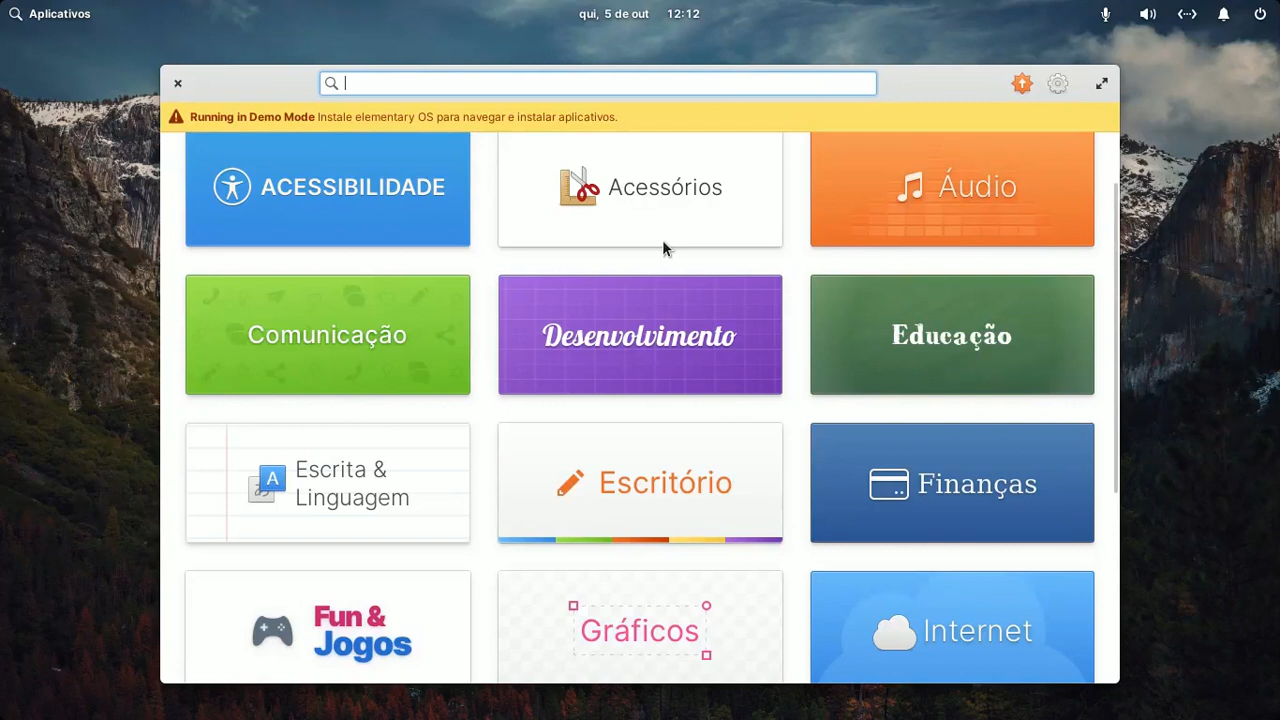 Aplicativos
qui, 5 de out 12:12
Running in Demo Mode Instale elementary OS para navegar e instalar aplicativos.
ACESSIBILIDADE
Acessórios
Áudio
Comunicação
Desenvolvimento
Educação
A
あ
Escrita &
Linguagem
Escritório
Finanças
Fun &
Jogos
Gráficos
Internet